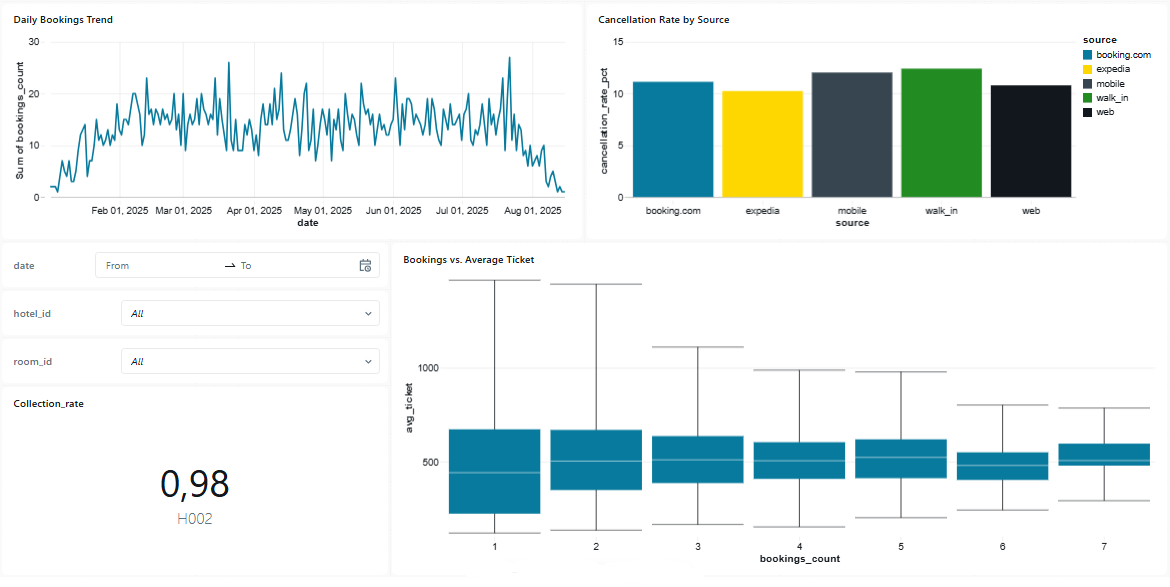 Daily Bookings Trend
Sum of bookings_count
30
20
10
0
Feb 01, 2025 Mar 01, 2025 Apr 01, 2025 May 01, 2025 Jun 01, 2025 Jul 01, 2025 Aug 01, 2025
date
Cancellation Rate by Source
cancellation_rate_pct
15
10
5
0
booking.com expedia mobile walk_in web
source
source
booking.com
expedia
mobile
walk_in
web
date From To
hotel_id All
room_id All
Collection_rate
0,98
H002
Bookings vs. Average Ticket
avg_ticket
1000
500
1 2 3 4 5 6 7
bookings_count